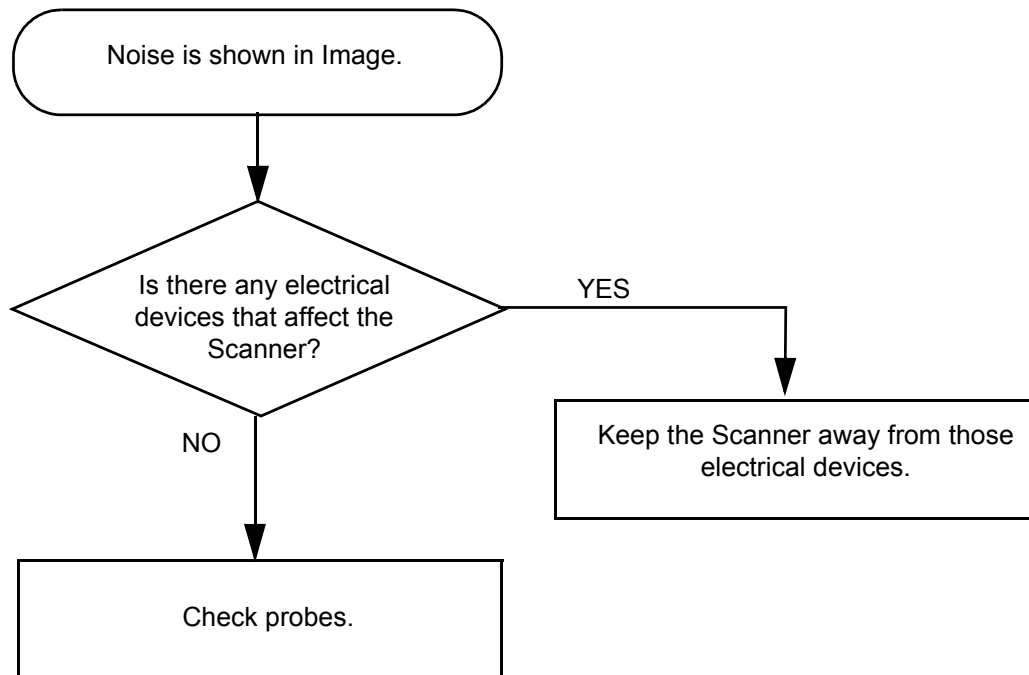 Noise is shown in Image.
Is there any electrical
devices that affect the
Scanner?
YES
NO
Keep the Scanner away from those
electrical devices.
Check probes.